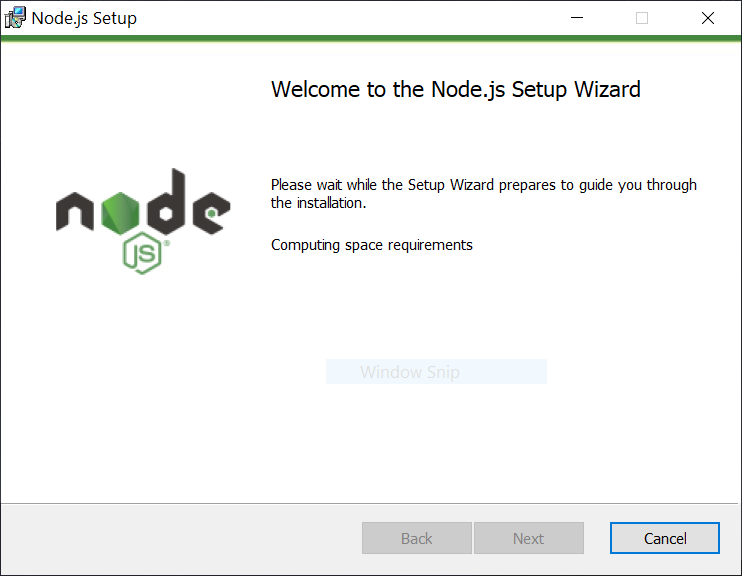 Node.js Setup
Welcome to the Node.js Setup Wizard
node
JS®
Please wait while the Setup Wizard prepares to guide you through
the installation.
Computing space requirements
Window Snip
Back
Next
Cancel